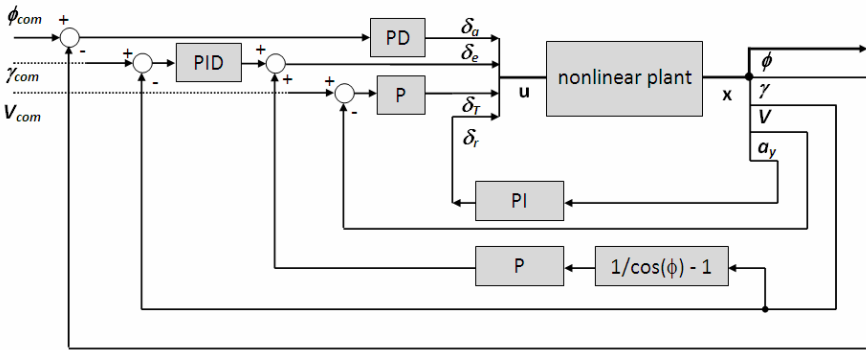 ϕcom
+
-
PD
δa
γcom
+
-
PID
+
+
δe
Vcom
+
-
P
δT
δr
u
nonlinear plant
x
ϕ
γ
V
ay
PI
P
1/cos(ϕ) - 1